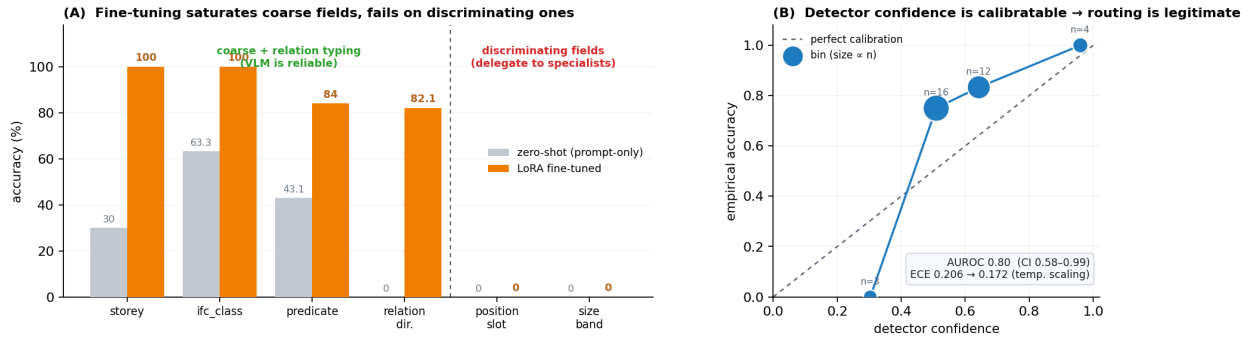 (A)  Fine-tuning saturates coarse fields, fails on discriminating ones
coarse + relation typing
(VLM is reliable)
discriminating fields
(delegate to specialists)
accuracy (%)
100
80
60
40
20
0
30
100
63.3
100
43.1
84
0
82.1
0
0
0
0
zero-shot (prompt-only)
LoRA fine-tuned
storey
ifc_class
predicate
relation
dir.
position
slot
size
band
(B)  Detector confidence is calibratable → routing is legitimate
perfect calibration
bin (size ∝ n)
empirical accuracy
1.0
0.8
0.6
0.4
0.2
0.0
n=4
n=12
n=16
AUROC 0.80  (CI 0.58–0.99)
ECE 0.206 → 0.172 (temp. scaling)
0.0
0.2
0.4
0.6
0.8
1.0
detector confidence